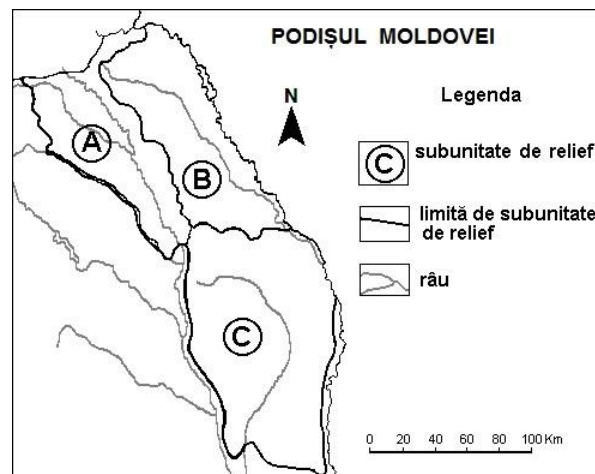 PODIȘUL MOLDOVEI
N
Legenda
A
B
C
C
subunitate de relief
limită de subunitate
de relief
râu
0 20 40 60 80 100 Km